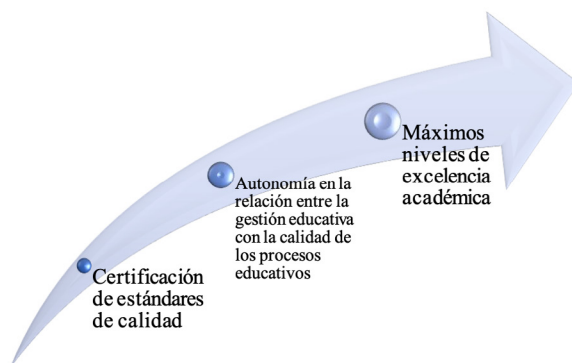 Máximos
niveles de
excelencia
académica
Autonomía en la
relación entre la
gestión educativa
con la calidad de
los procesos
educativos
Certificación
de estándares
de calidad